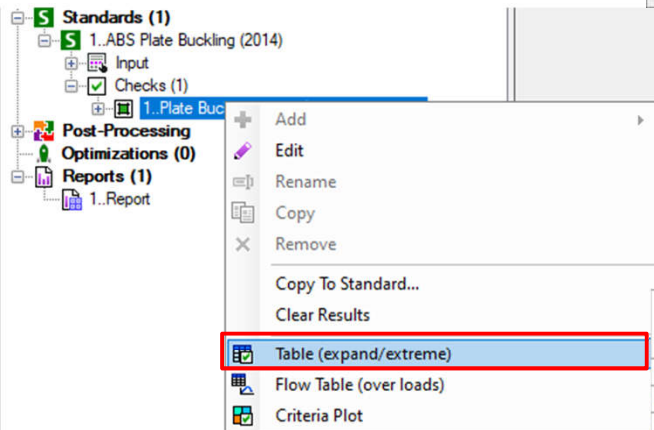 Standards (1)
1..ABS Plate Buckling (2014)
Input
Checks (1)
1..Plate Buc
Post-Processing
Optimizations (0)
Reports (1)
1..Report
Add
Edit
Rename
Copy
Remove
Copy To Standard...
Clear Results
Table (expand/extreme)
Flow Table (over loads)
Criteria Plot